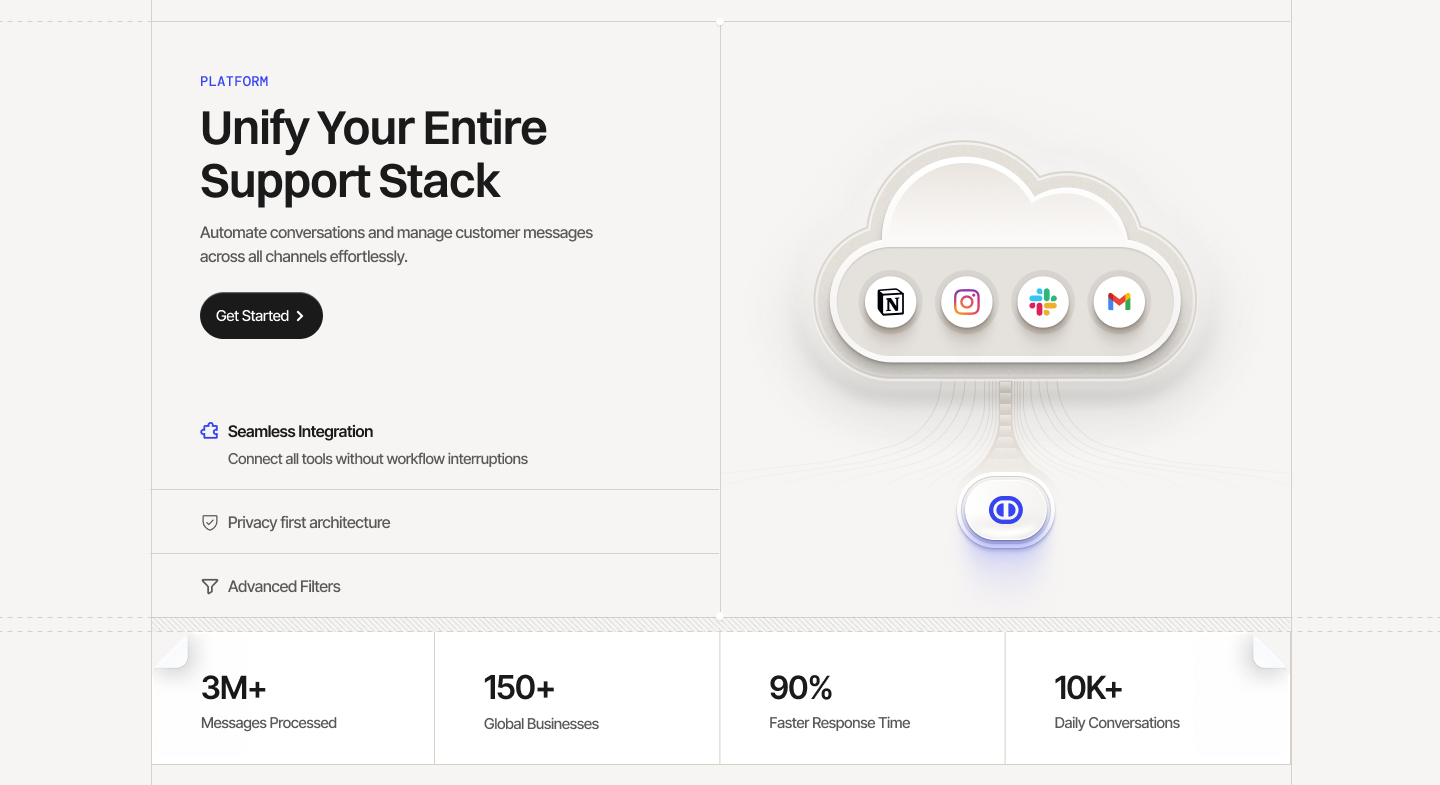 PLATFORM
Unify Your Entire
Support Stack
Automate conversations and manage customer messages
across all channels effortlessly.
Get Started
Seamless Integration
Connect all tools without workflow interruptions
Privacy first architecture
Advanced Filters
N
3M+
Messages Processed
150+
Global Businesses
90%
Faster Response Time
10K+
Daily Conversations